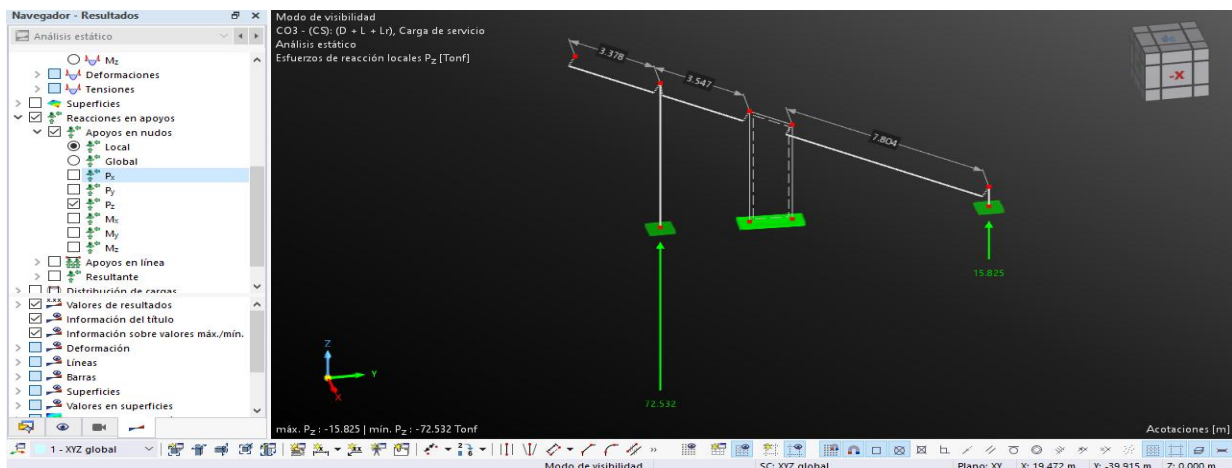 Navegador - Resultados
Análisis estático
Mz
Deformaciones
Tensiones
Superficies
Reacciones en apoyos
Apoyos en nudos
Local
Global
Px
Py
Pz
Mx
My
Mz
Apoyos en línea
Resultante
Distribución de cargas
x.xx Valores de resultados
Información del título
Información sobre valores máx./mín.
Deformación
Líneas
Barras
Superficies
Valores en superficies
Modo de visibilidad
CO3 - (CS): (D + L + Lr), Carga de servicio
Análisis estático
Esfuerzos de reacción locales Pz [Tonf]
3.378
3.547
7.804
-X
15.825
72.532
Z
Y
X
máx. Pz : -15.825 | mín. Pz : -72.532 Tonf
Acotaciones [m]
1 - XYZ global
Modo de visibilidad
SC: XYZ global
Plano: XY
X: 19.472 m
Y: -39.915 m
Z: 0.000 m